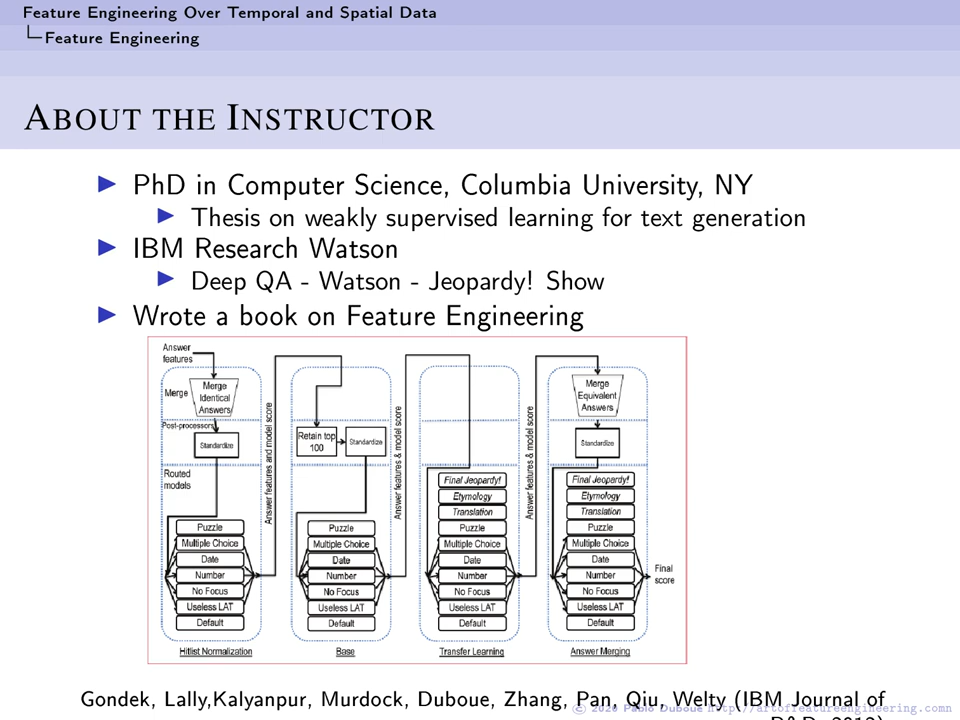 Feature Engineering Over Temporal and Spatial Data
Feature Engineering
ABOUT THE INSTRUCTOR
PhD in Computer Science, Columbia University, NY
Thesis on weakly supervised learning for text generation
IBM Research Watson
Deep QA - Watson - Jeopardy! Show
Wrote a book on Feature Engineering
Answer
features
Merge
Merge
Identical
Answers
Post-processors
Standardize
Routed
models
Puzzle
Multiple Choice
Date
Number
No Focus
Useless LAT
Default
Hitlist Normalization
Answer features and model score
Retain top
100
Standardize
Puzzle
Multiple Choice
Date
Number
No Focus
Useless LAT
Default
Base
Answer features & model score
Final Jeopardy!
Etymology
Translation
Puzzle
Multiple Choice
Date
Number
No Focus
Useless LAT
Default
Transfer Learning
Answer features & model score
Merge
Equivalent
Answers
Standardize
Final Jeopardy!
Etymology
Translation
Puzzle
Multiple Choice
Date
Number
No Focus
Useless LAT
Default
Answer Merging
Final
score
Gondek, Lally,Kalyanpur, Murdock, Duboue, Zhang, Pan, Qiu, Welty (IBM Journal of
© 2020 Pablo Duboue http://artoffeatureengineering.comn